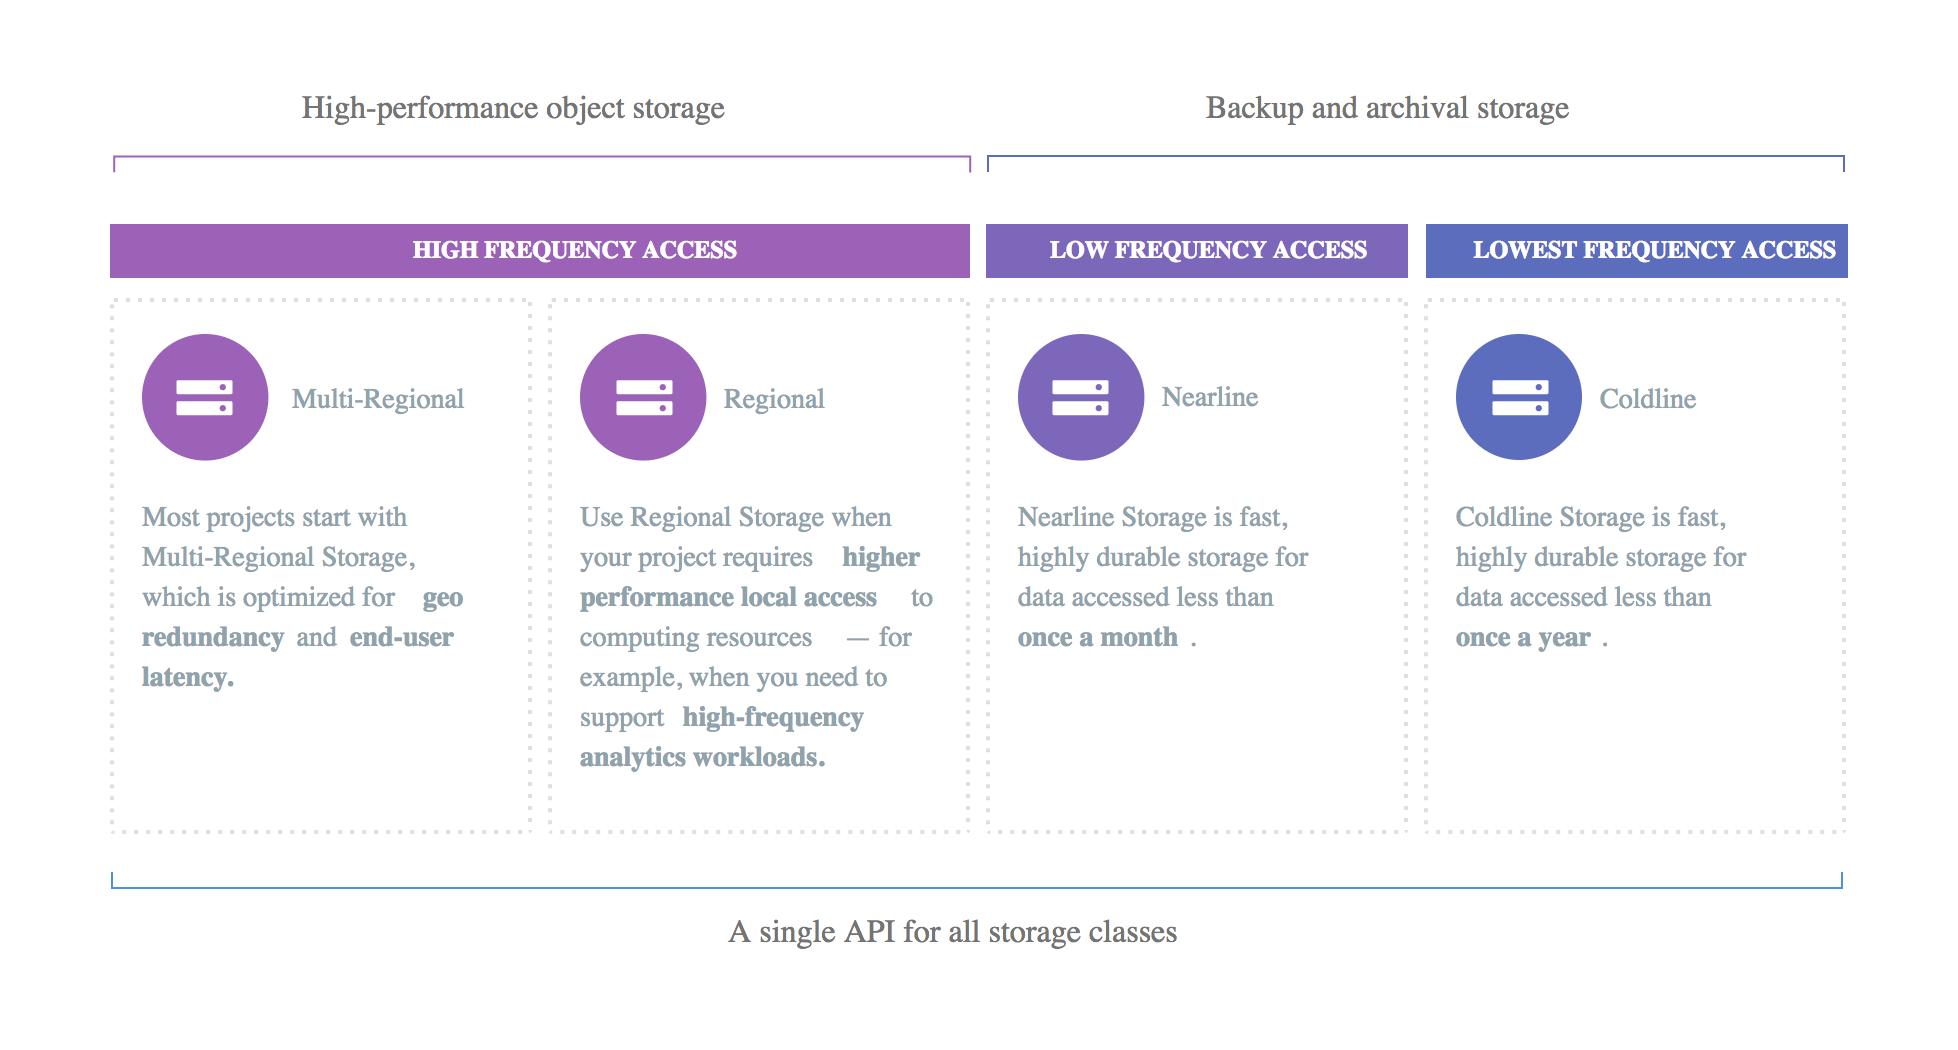 High-performance object storage
Backup and archival storage
HIGH FREQUENCY ACCESS
LOW FREQUENCY ACCESS
LOWEST FREQUENCY ACCESS
Multi-Regional
Most projects start with
Multi-Regional Storage,
which is optimized for geo
redundancy and end-user
latency.
Regional
Use Regional Storage when
your project requires higher
performance local access to
computing resources — for
example, when you need to
support high-frequency
analytics workloads.
Nearline
Nearline Storage is fast,
highly durable storage for
data accessed less than
once a month .
Coldline
Coldline Storage is fast,
highly durable storage for
data accessed less than
once a year .
A single API for all storage classes